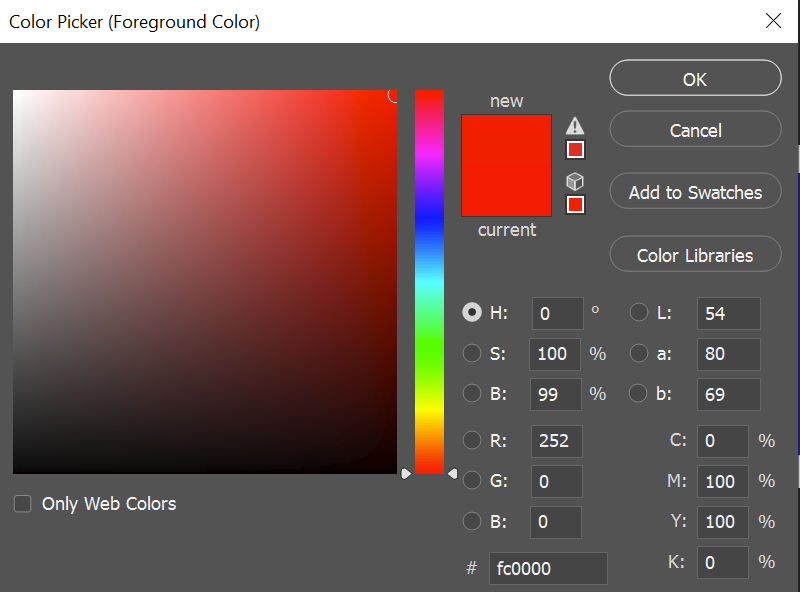 Color Picker (Foreground Color)
new
current
OK
Cancel
Add to Swatches
Color Libraries
H: 0 °
S: 100 %
B: 99 %
R: 252
G: 0
B: 0
# fc0000
L: 54
a: 80
b: 69
C: 0 %
M: 100 %
Y: 100 %
K: 0 %
Only Web Colors